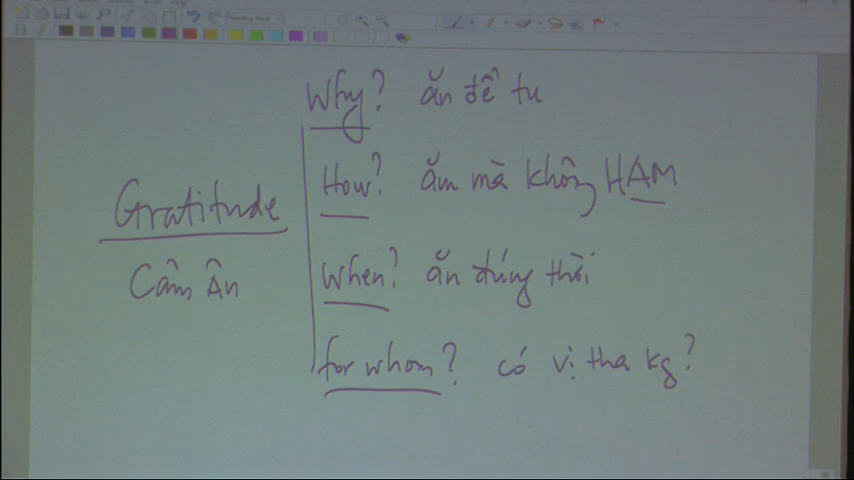 Why? ăn để tu
How? ăn mà không HAM
Gratitude
Cảm Ân
When? ăn đúng thời
for whom? có vị tha kg?